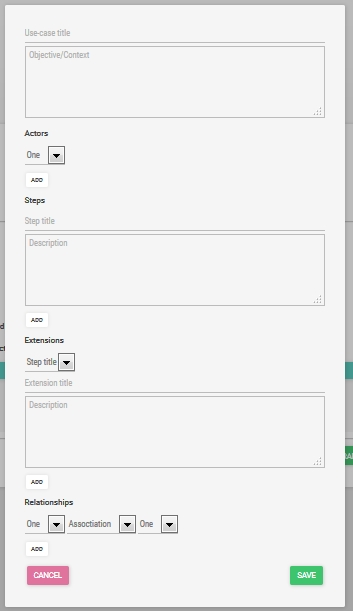 Use-case title
Objective/Context
Actors
One
ADD
Steps
Step title
Description
ADD
Extensions
Step title
Extension title
Description
ADD
Relationships
One Assoctiation One
ADD
CANCEL SAVE